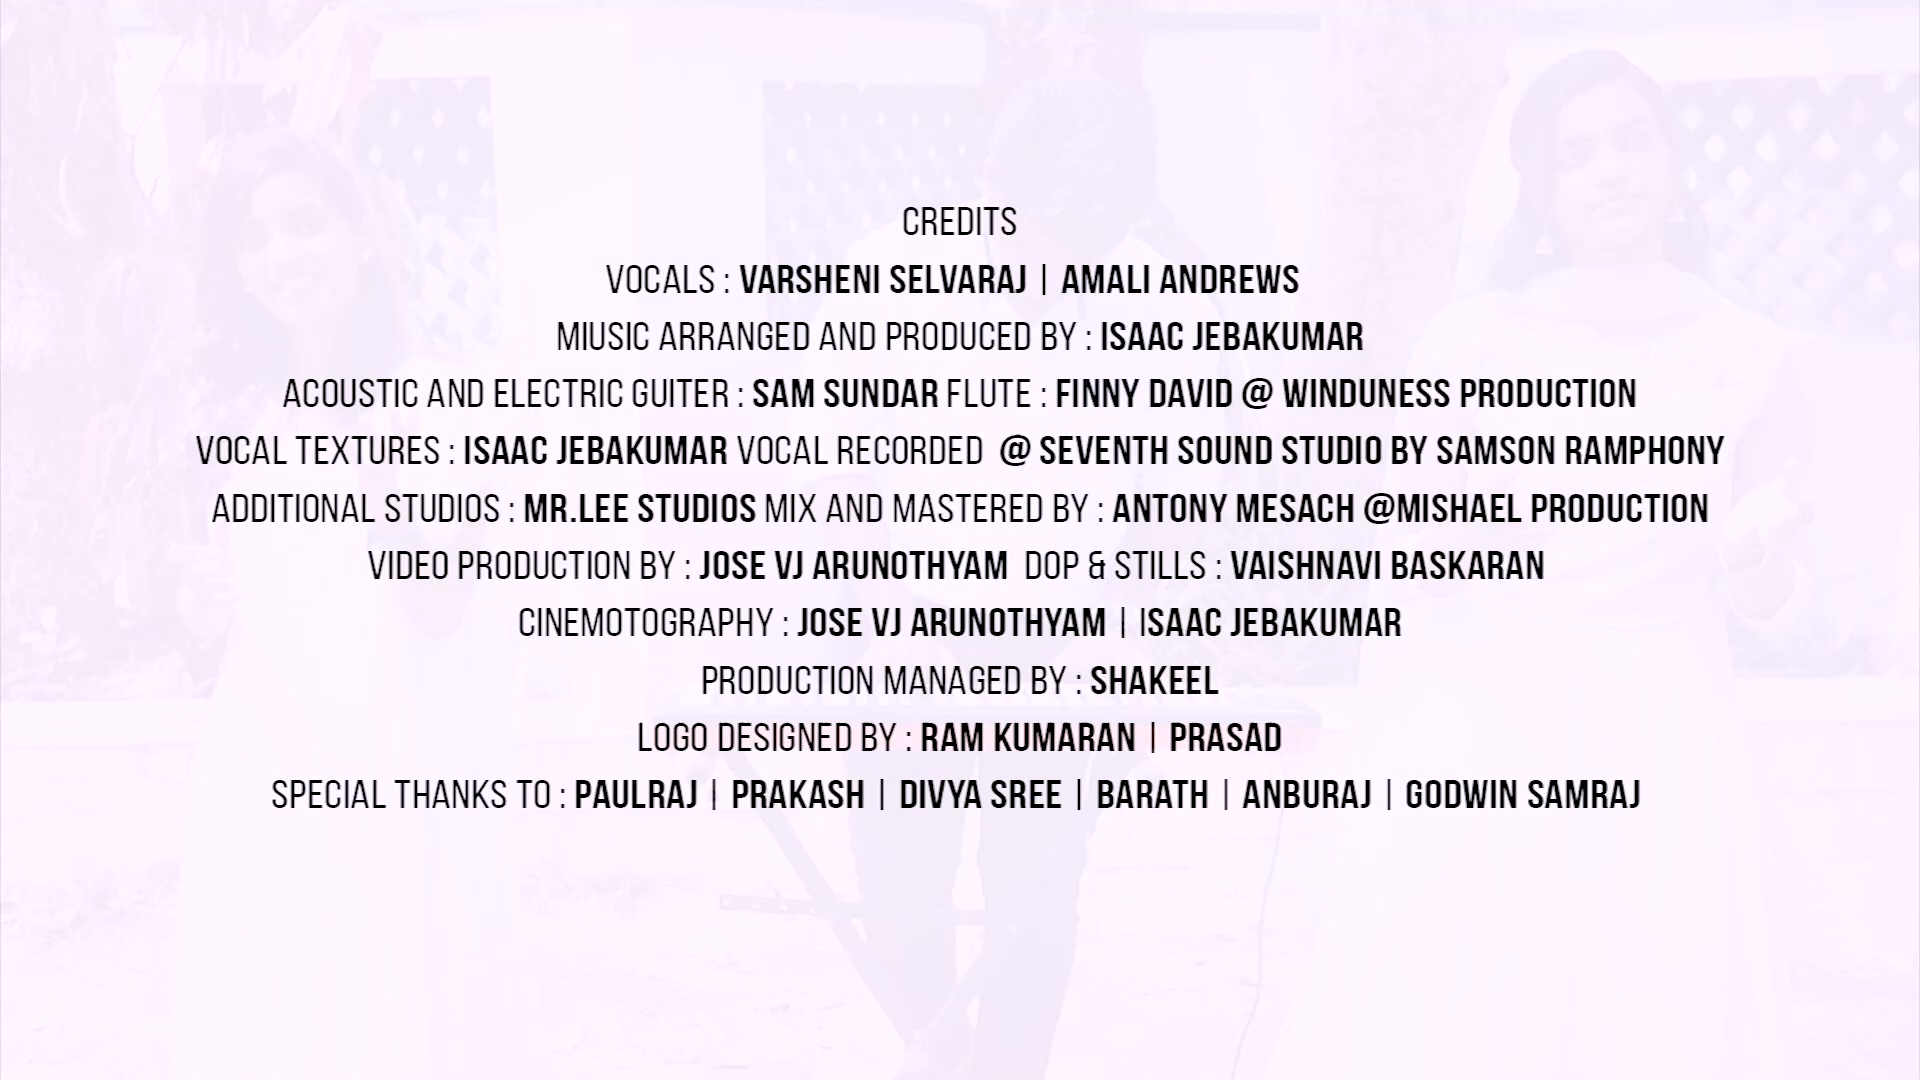 CREDITS
VOCALS : VARSHENI SELVARAJ | AMALI ANDREWS
MIUSIC ARRANGED AND PRODUCED BY : ISAAC JEBAKUMAR
ACOUSTIC AND ELECTRIC GUITER : SAM SUNDAR FLUTE : FINNY DAVID @ WINDUNESS PRODUCTION
VOCAL TEXTURES : ISAAC JEBAKUMAR VOCAL RECORDED @ SEVENTH SOUND STUDIO BY SAMSON RAMPHONY
ADDITIONAL STUDIOS : MR.LEE STUDIOS MIX AND MASTERED BY : ANTONY MESACH @MISHAEL PRODUCTION
VIDEO PRODUCTION BY : JOSE VJ ARUNOTHYAM DOP & STILLS : VAISHNAVI BASKARAN
CINEMOTOGRAPHY : JOSE VJ ARUNOTHYAM | ISAAC JEBAKUMAR
PRODUCTION MANAGED BY : SHAKEEL
LOGO DESIGNED BY : RAM KUMARAN | PRASAD
SPECIAL THANKS TO : PAULRAJ | PRAKASH | DIVYA SREE | BARATH | ANBURAJ | GODWIN SAMRAJ